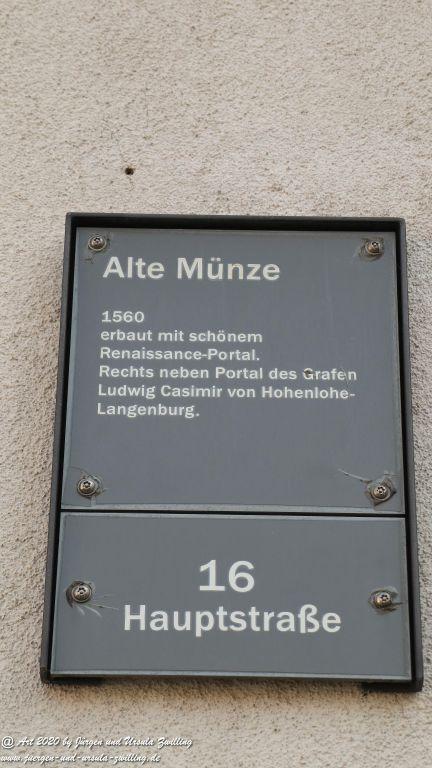 Alte Münze
1560
erbaut mit schönem
Renaissance-Portal.
Rechts neben Portal des Grafen
Ludwig Casimir von Hohenlohe-
Langenburg.
16
Hauptstraße
@ Art 2020 by Jürgen und Ursula Zwilling
www.juergen-und-ursula-zwilling.de